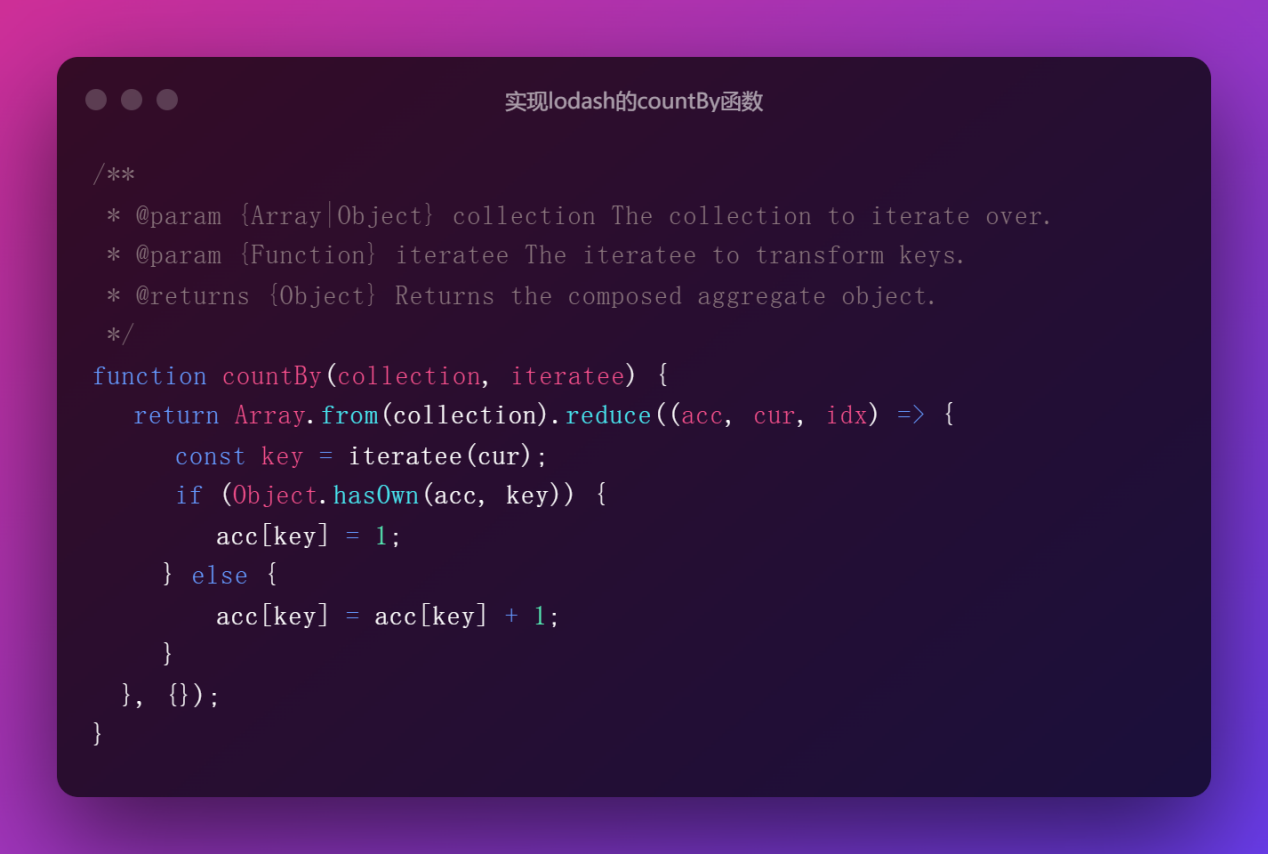 实现lodash的countBy函数
/**
 * @param {Array|Object} collection The collection to iterate over.
 * @param {Function} iteratee The iteratee to transform keys.
 * @returns {Object} Returns the composed aggregate object.
 */
function countBy(collection, iteratee) {
   return Array.from(collection).reduce((acc, cur, idx) => {
      const key = iteratee(cur);
      if (Object.hasOwn(acc, key)) {
         acc[key] = 1;
     } else {
         acc[key] = acc[key] + 1;
     }
  }, {});
}